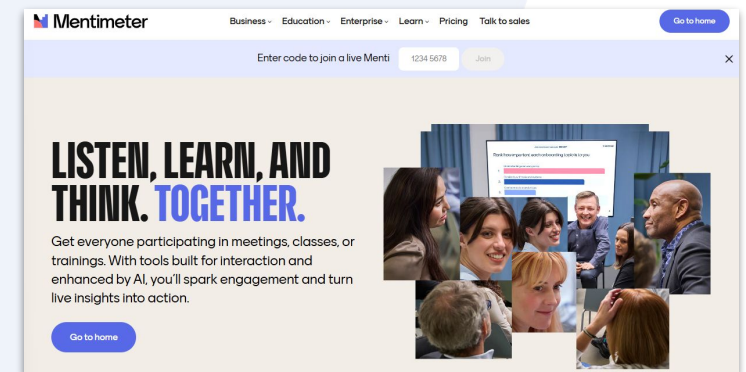 Mentimeter
Business Education Enterprise Learn Pricing Talk to sales
Go to home
Enter code to join a live Menti 1234 5678 Join
LISTEN, LEARN, AND
THINK. TOGETHER.
Get everyone participating in meetings, classes, or
trainings. With tools built for interaction and
enhanced by AI, you'll spark engagement and turn
live insights into action.
Go to home